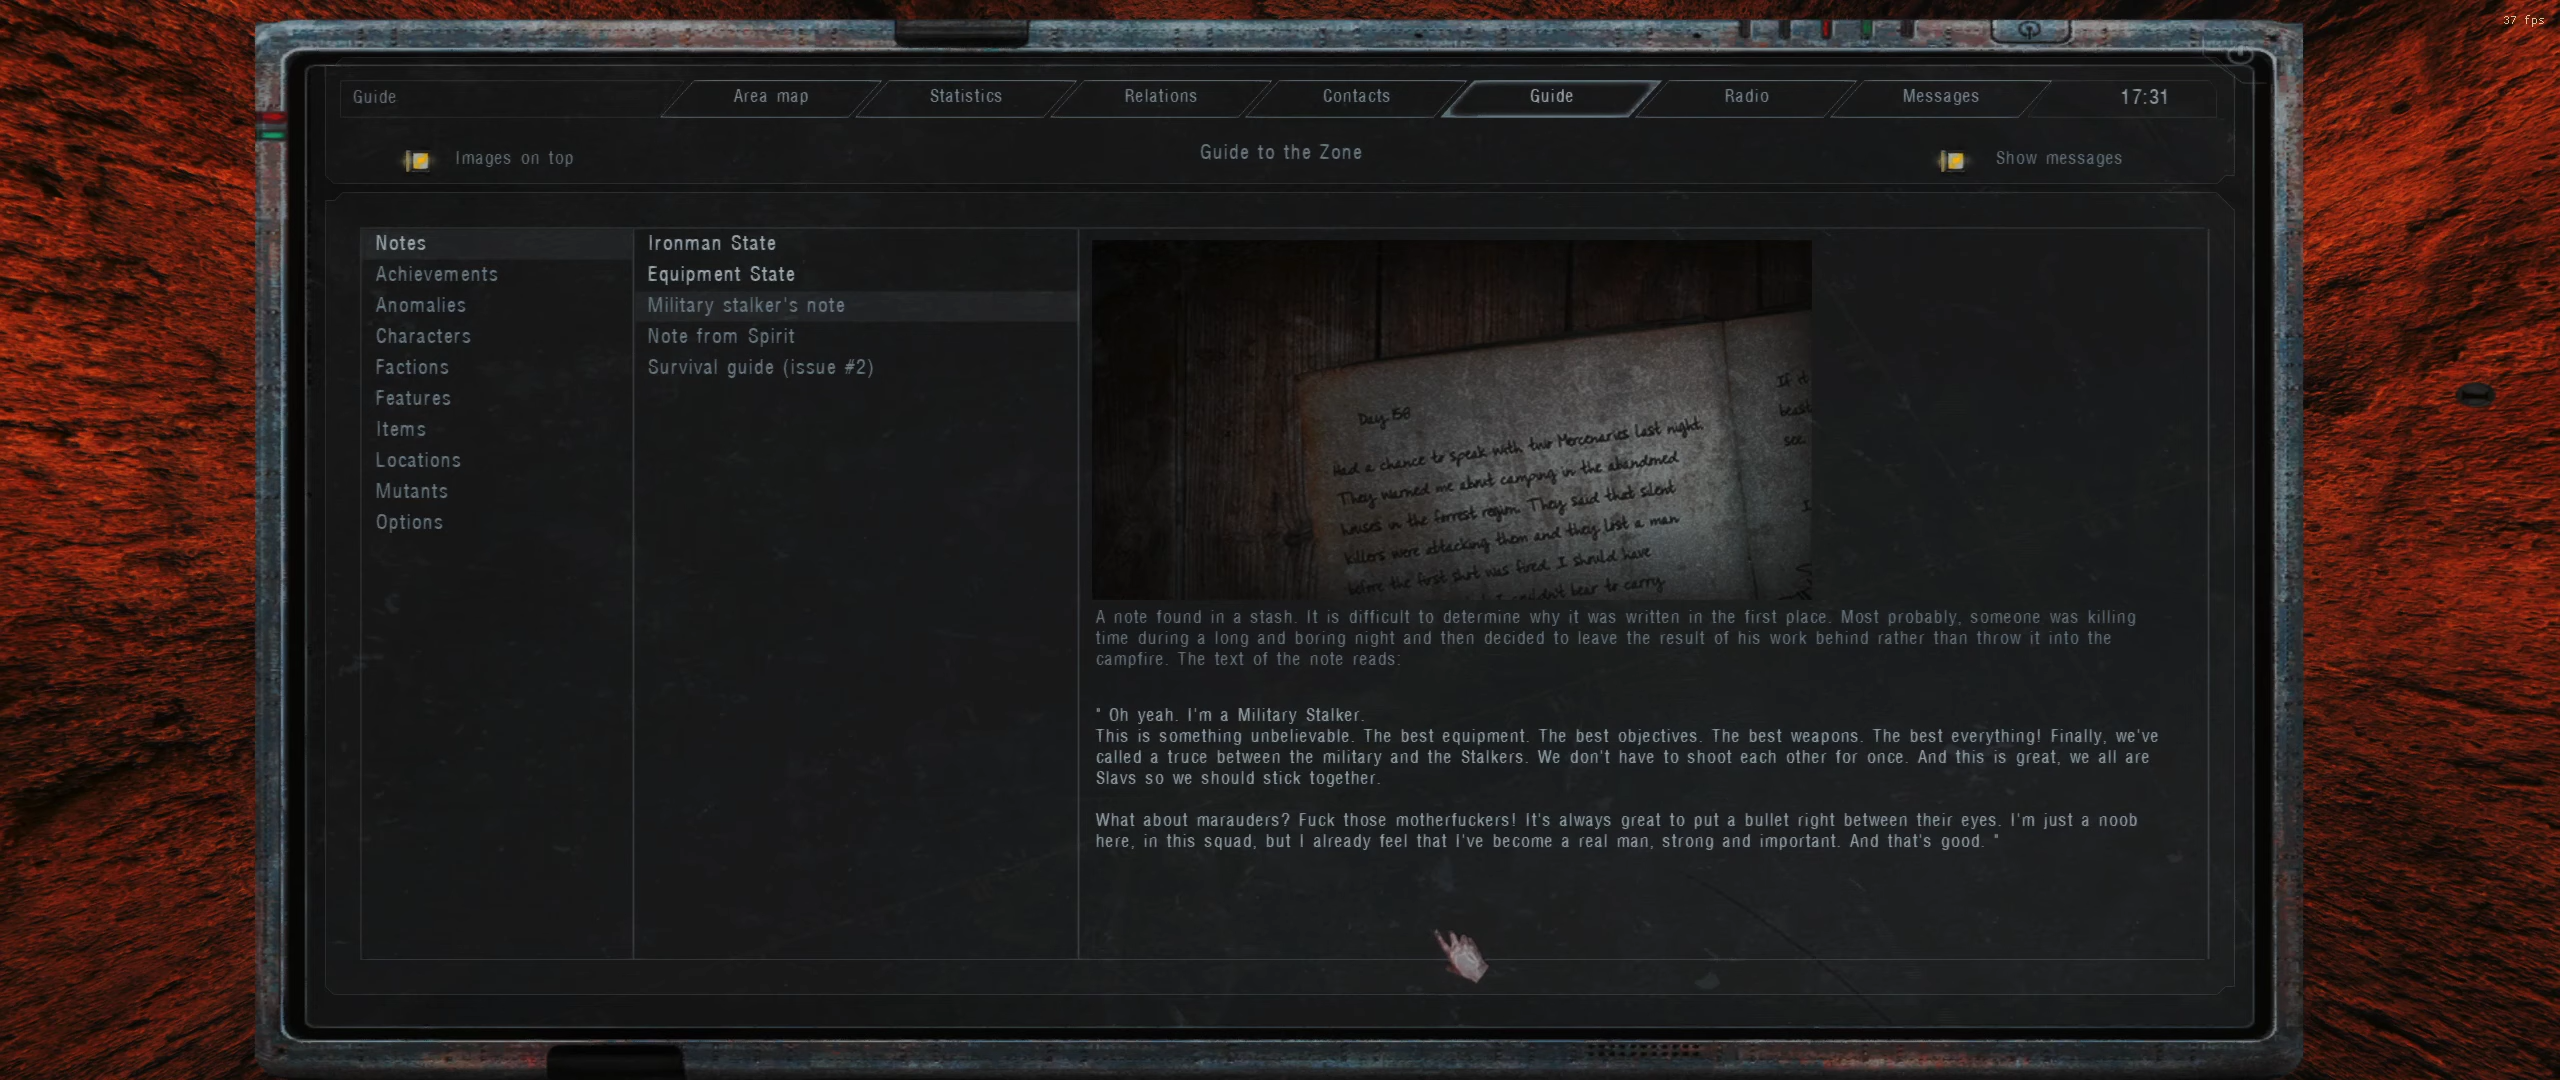 37 fps
Guide
Area map
Statistics
Relations
Contacts
Guide
Radio
Messages
17:31
Images on top
Guide to the Zone
Show messages
Notes
Achievements
Anomalies
Characters
Factions
Features
Items
Locations
Mutants
Options
Ironman State
Equipment State
Military stalker's note
Note from Spirit
Survival guide (issue #2)
Day 158
Had a chance to speak with two Mercenaries last night.
They warned me about camping in the abandoned
houses in the forrest region. They said that silent
killers were attacking them and they lost a man
before the first shot was fired. I should have
bear to carry
If it
beast
see.
I
A note found in a stash. It is difficult to determine why it was written in the first place. Most probably, someone was killing
time during a long and boring night and then decided to leave the result of his work behind rather than throw it into the
campfire. The text of the note reads:
" Oh yeah. I'm a Military Stalker.
This is something unbelievable. The best equipment. The best objectives. The best weapons. The best everything! Finally, we've
called a truce between the military and the Stalkers. We don't have to shoot each other for once. And this is great, we all are
Slavs so we should stick together.
What about marauders? Fuck those motherfuckers! It's always great to put a bullet right between their eyes. I'm just a noob
here, in this squad, but I already feel that I've become a real man, strong and important. And that's good. "